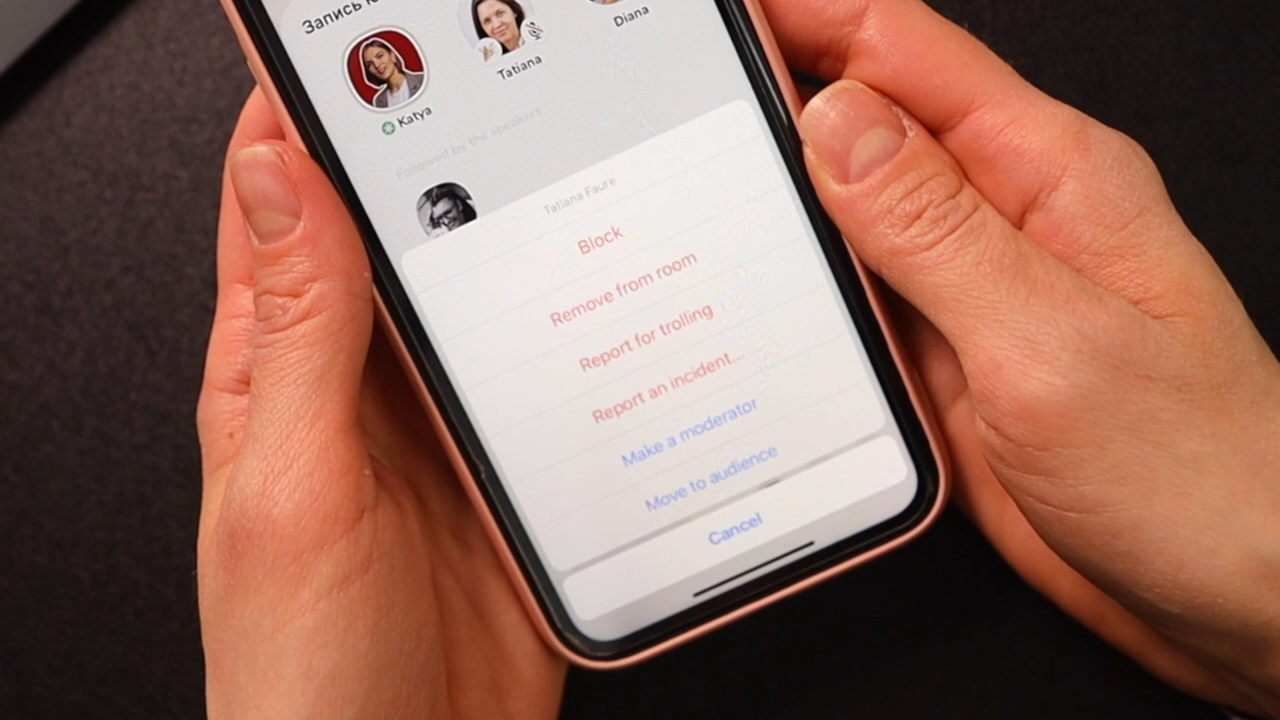 Запись
Diana
Tatiana
Katya
Followed by the speakers
Tatiana Faure
Block
Remove from room
Report for trolling
Report an incident...
Make a moderator
Move to audience
Cancel